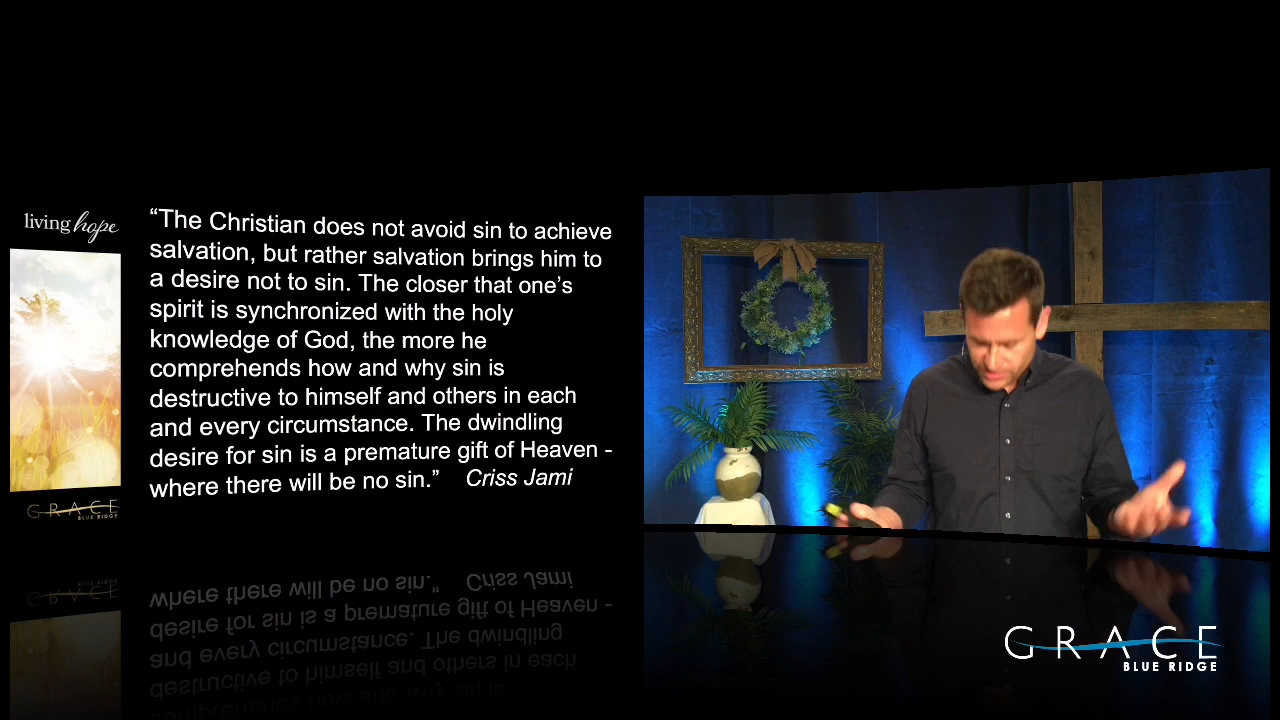 living hope
GRACE
BLUE RIDGE
“The Christian does not avoid sin to achieve
salvation, but rather salvation brings him to
a desire not to sin. The closer that one’s
spirit is synchronized with the holy
knowledge of God, the more he
comprehends how and why sin is
destructive to himself and others in each
and every circumstance. The dwindling
desire for sin is a premature gift of Heaven -
where there will be no sin.” Criss Jami
GRACE
BLUE RIDGE